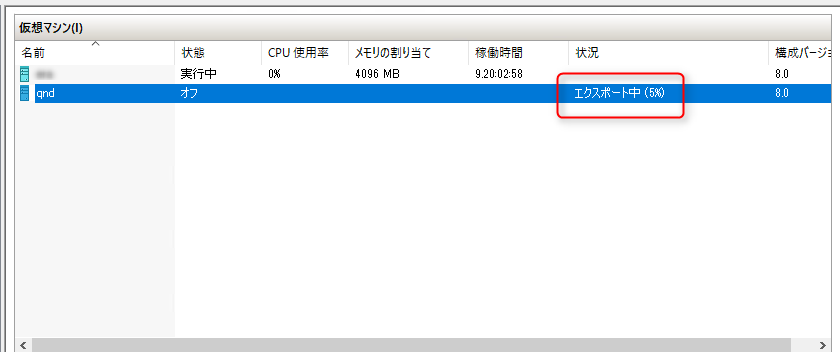 仮想マシン(I)
名前 状態 CPU 使用率 メモリの割り当て 稼働時間 状況 構成バージョ
実行中 0% 4096 MB 9.20:02:58 8.0
qnd オフ エクスポート中 (5%) 8.0